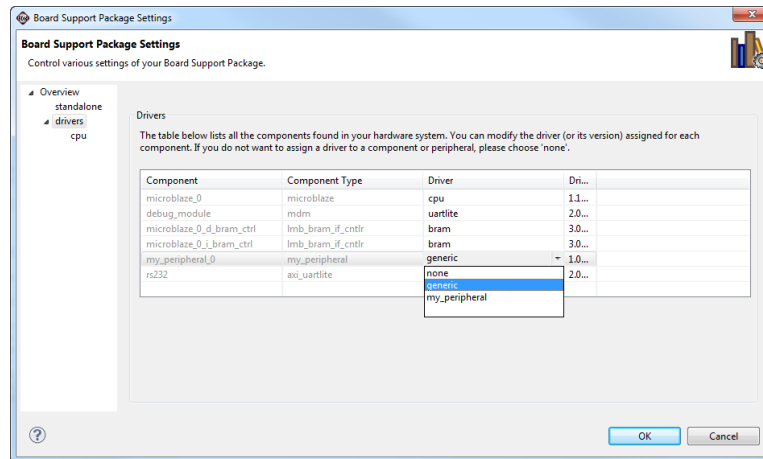 Board Support Package Settings
Board Support Package Settings
Control various settings of your Board Support Package.
Overview
standalone
drivers
cpu
Drivers
The table below lists all the components found in your hardware system. You can modify the driver (or its version) assigned for each
component. If you do not want to assign a driver to a component or peripheral, please choose 'none'.
Component Component Type Driver Dri...
microblaze_0 microblaze cpu 1.1...
debug_module mdm uartlite 2.0...
microblaze_0_d_bram_ctrl lmb_bram_if_cntlr bram 3.0...
microblaze_0_i_bram_ctrl lmb_bram_if_cntlr bram 3.0...
my_peripheral_0 my_peripheral generic 1.0...
rs232 axi_uartlite 2.0...
none
generic
my_peripheral
OK Cancel